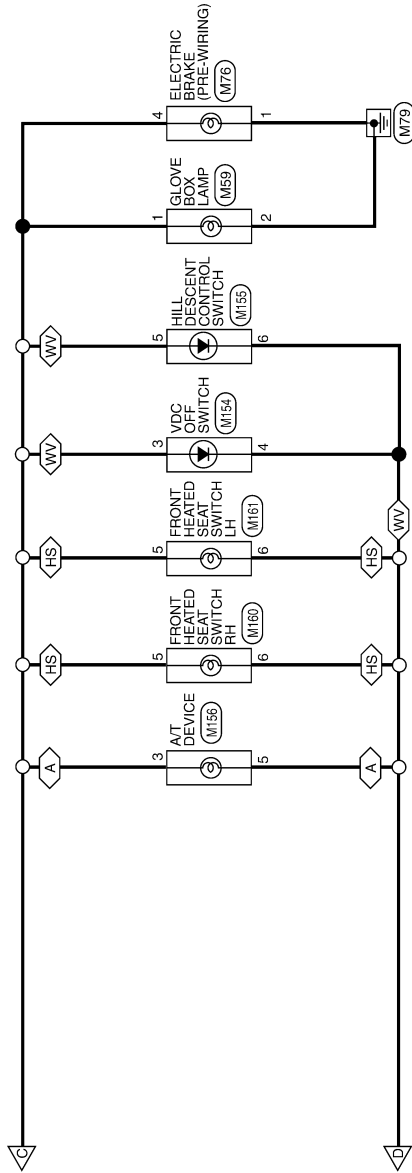 C
A
3
A/T
DEVICE
M156
5
A
HS
5
FRONT
HEATED
SEAT
SWITCH
RH
M160
6
HS
HS
5
FRONT
HEATED
SEAT
SWITCH
LH
M161
6
HS
WV
3
VDC
OFF
SWITCH
M154
4
WV
WV
5
HILL
DESCENT
CONTROL
SWITCH
M155
6
1
GLOVE
BOX
LAMP
M59
2
4
ELECTRIC
BRAKE
(PRE-WIRING)
M76
1
M79
D